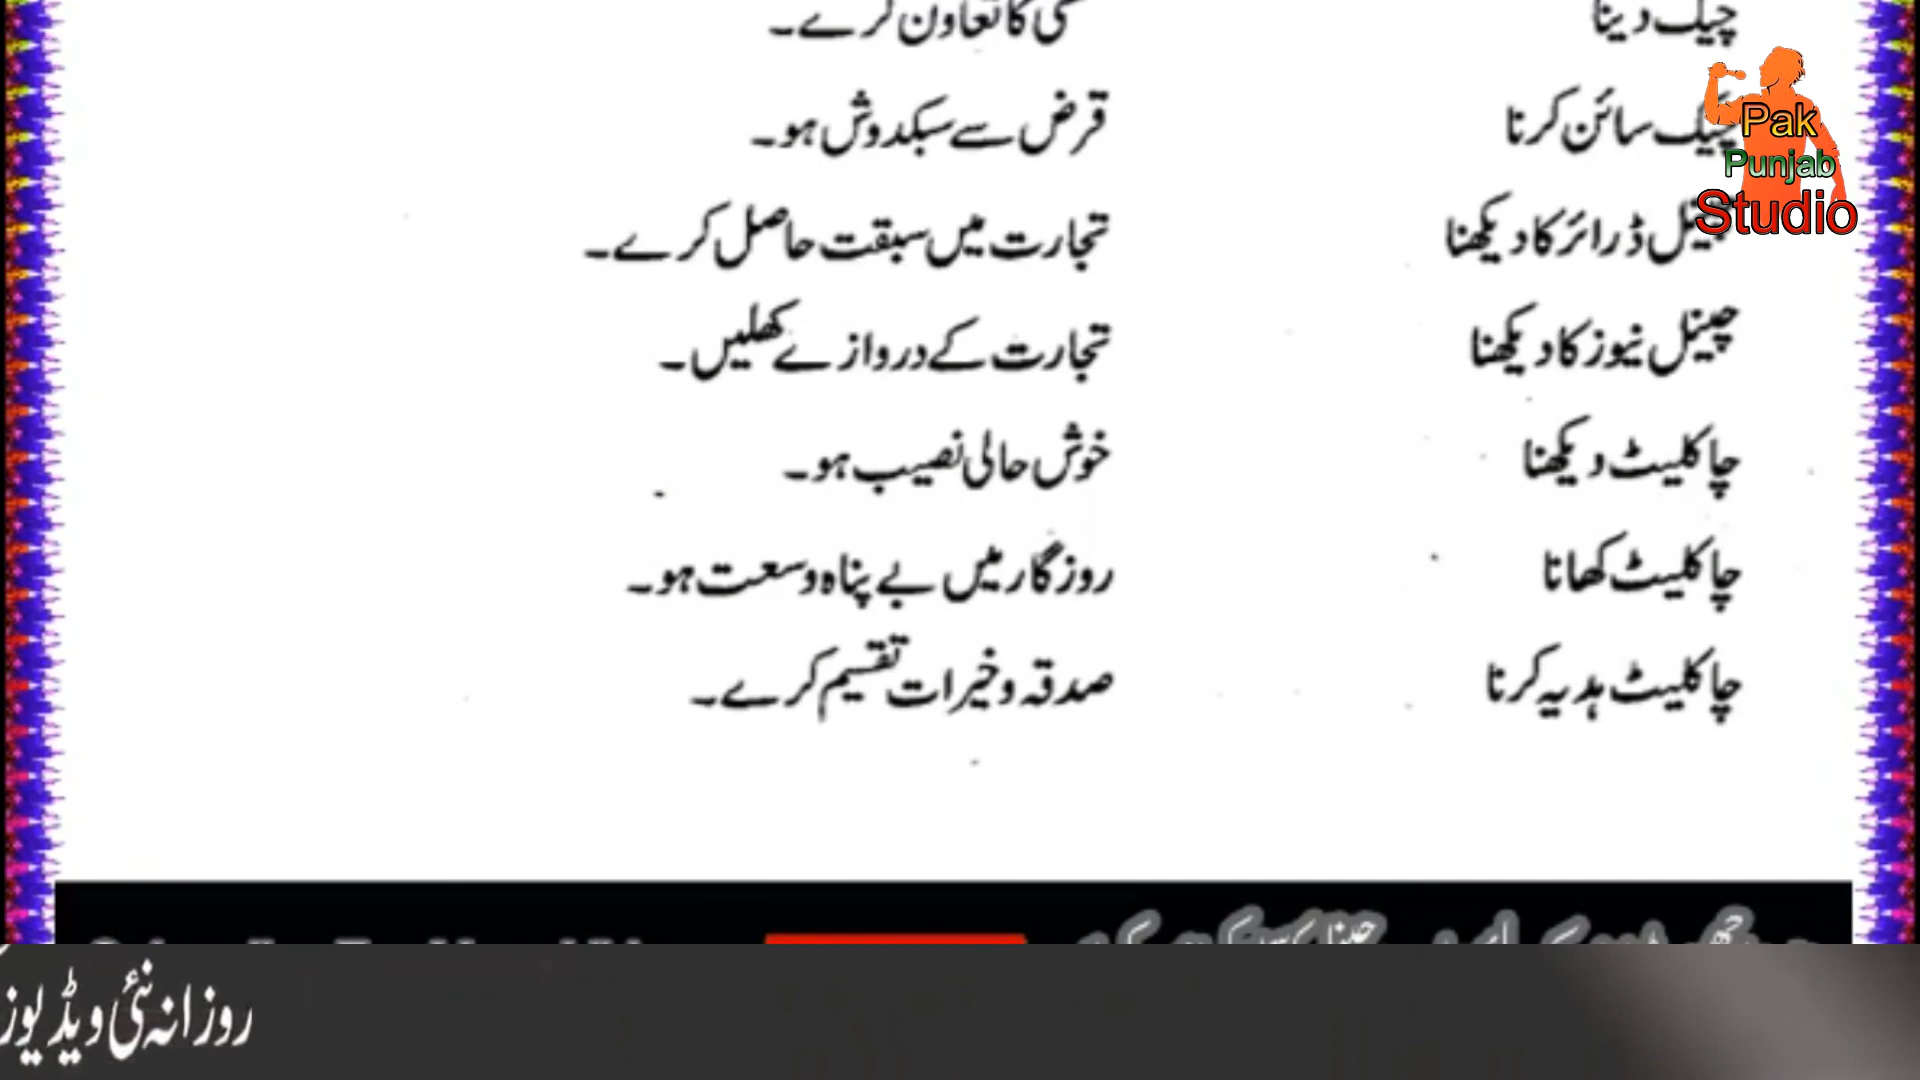 چیک دینا کسی کا تعاون کرے۔
چیک سائن کرنا قرض سے سبکدوش ہو۔
چینل ڈرائر کا دیکھنا تجارت میں سبقت حاصل کرے۔
چینل نیوز کا دیکھنا تجارت کے دروازے کھلیں۔
چاکلیٹ دیکھنا خوش حالی نصیب ہو۔
چاکلیٹ کھانا روزگار میں بے پناہ وسعت ہو۔
چاکلیٹ ہدیہ کرنا صدقہ و خیرات تقسیم کرے۔
Pak
Punjab
Studio
روزانہ نئی ویڈیوز